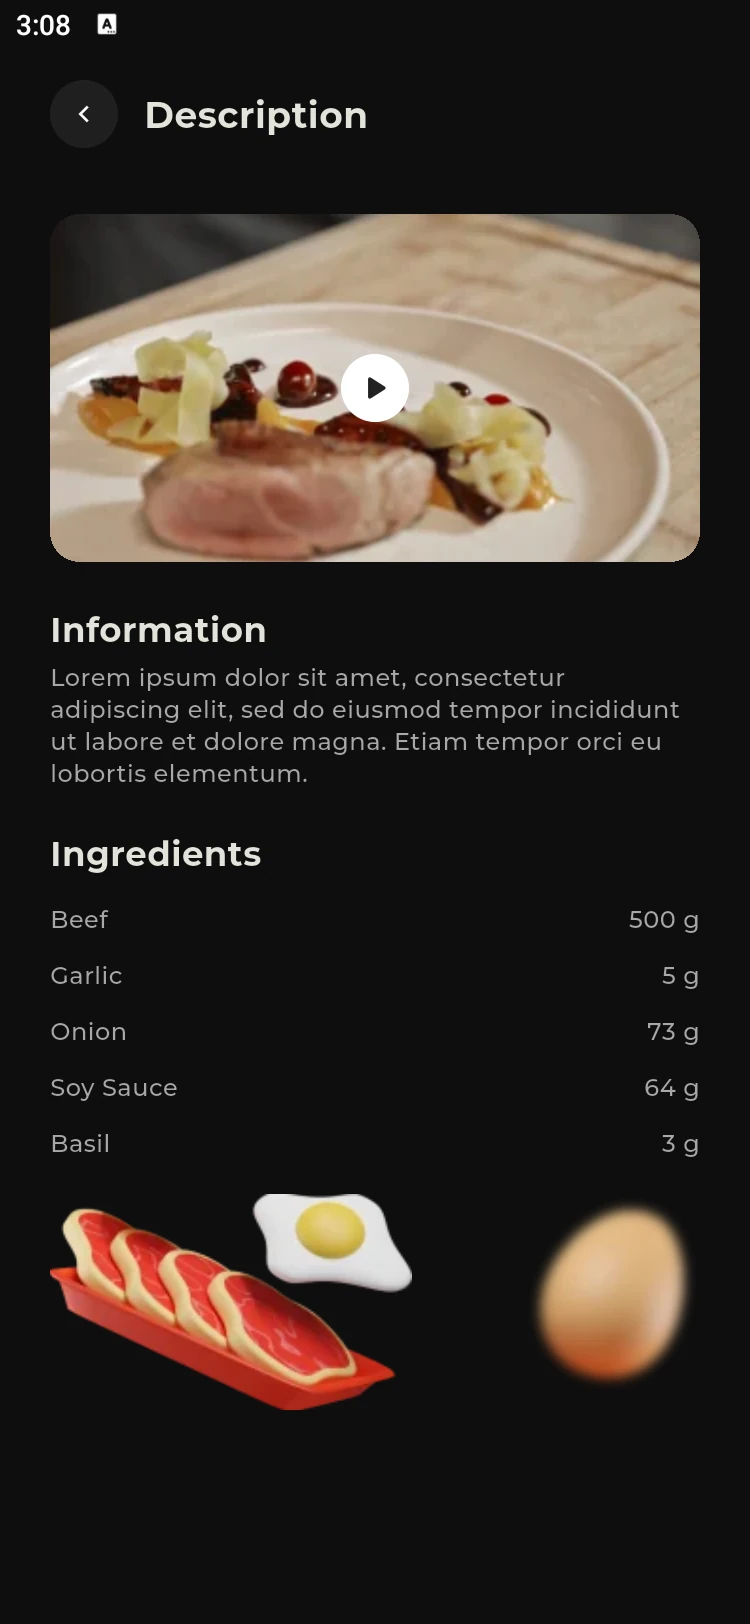 3:08 A
Description
Information
Lorem ipsum dolor sit amet, consectetur
adipiscing elit, sed do eiusmod tempor incididunt
ut labore et dolore magna. Etiam tempor orci eu
lobortis elementum.
Ingredients
Beef 500 g
Garlic 5 g
Onion 73 g
Soy Sauce 64 g
Basil 3 g